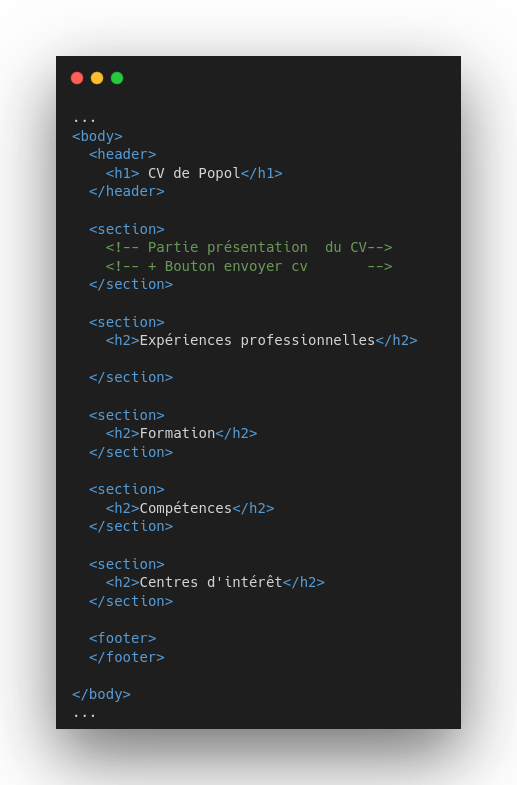 ...
<body>
  <header>
    <h1> CV de Popol</h1>
  </header>

  <section>
    <!-- Partie présentation  du CV-->
    <!-- + Bouton envoyer cv       -->
  </section>

  <section>
    <h2>Expériences professionnelles</h2>

  </section>

  <section>
    <h2>Formation</h2>
  </section>

  <section>
    <h2>Compétences</h2>
  </section>

  <section>
    <h2>Centres d'intérêt</h2>
  </section>

  <footer>
  </footer>

</body>
...